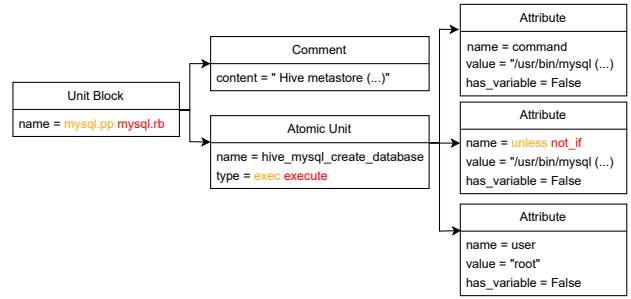 Unit Block
name = mysql.pp mysql.rb
Comment
content = " Hive metastore (...)"
Atomic Unit
name = hive_mysql_create_database
type = exec execute
Attribute
name = command
value = "/usr/bin/mysql (...)
has_variable = False
Attribute
name = unless not_if
value = "/usr/bin/mysql (...)
has_variable = False
Attribute
name = user
value = "root"
has_variable = False